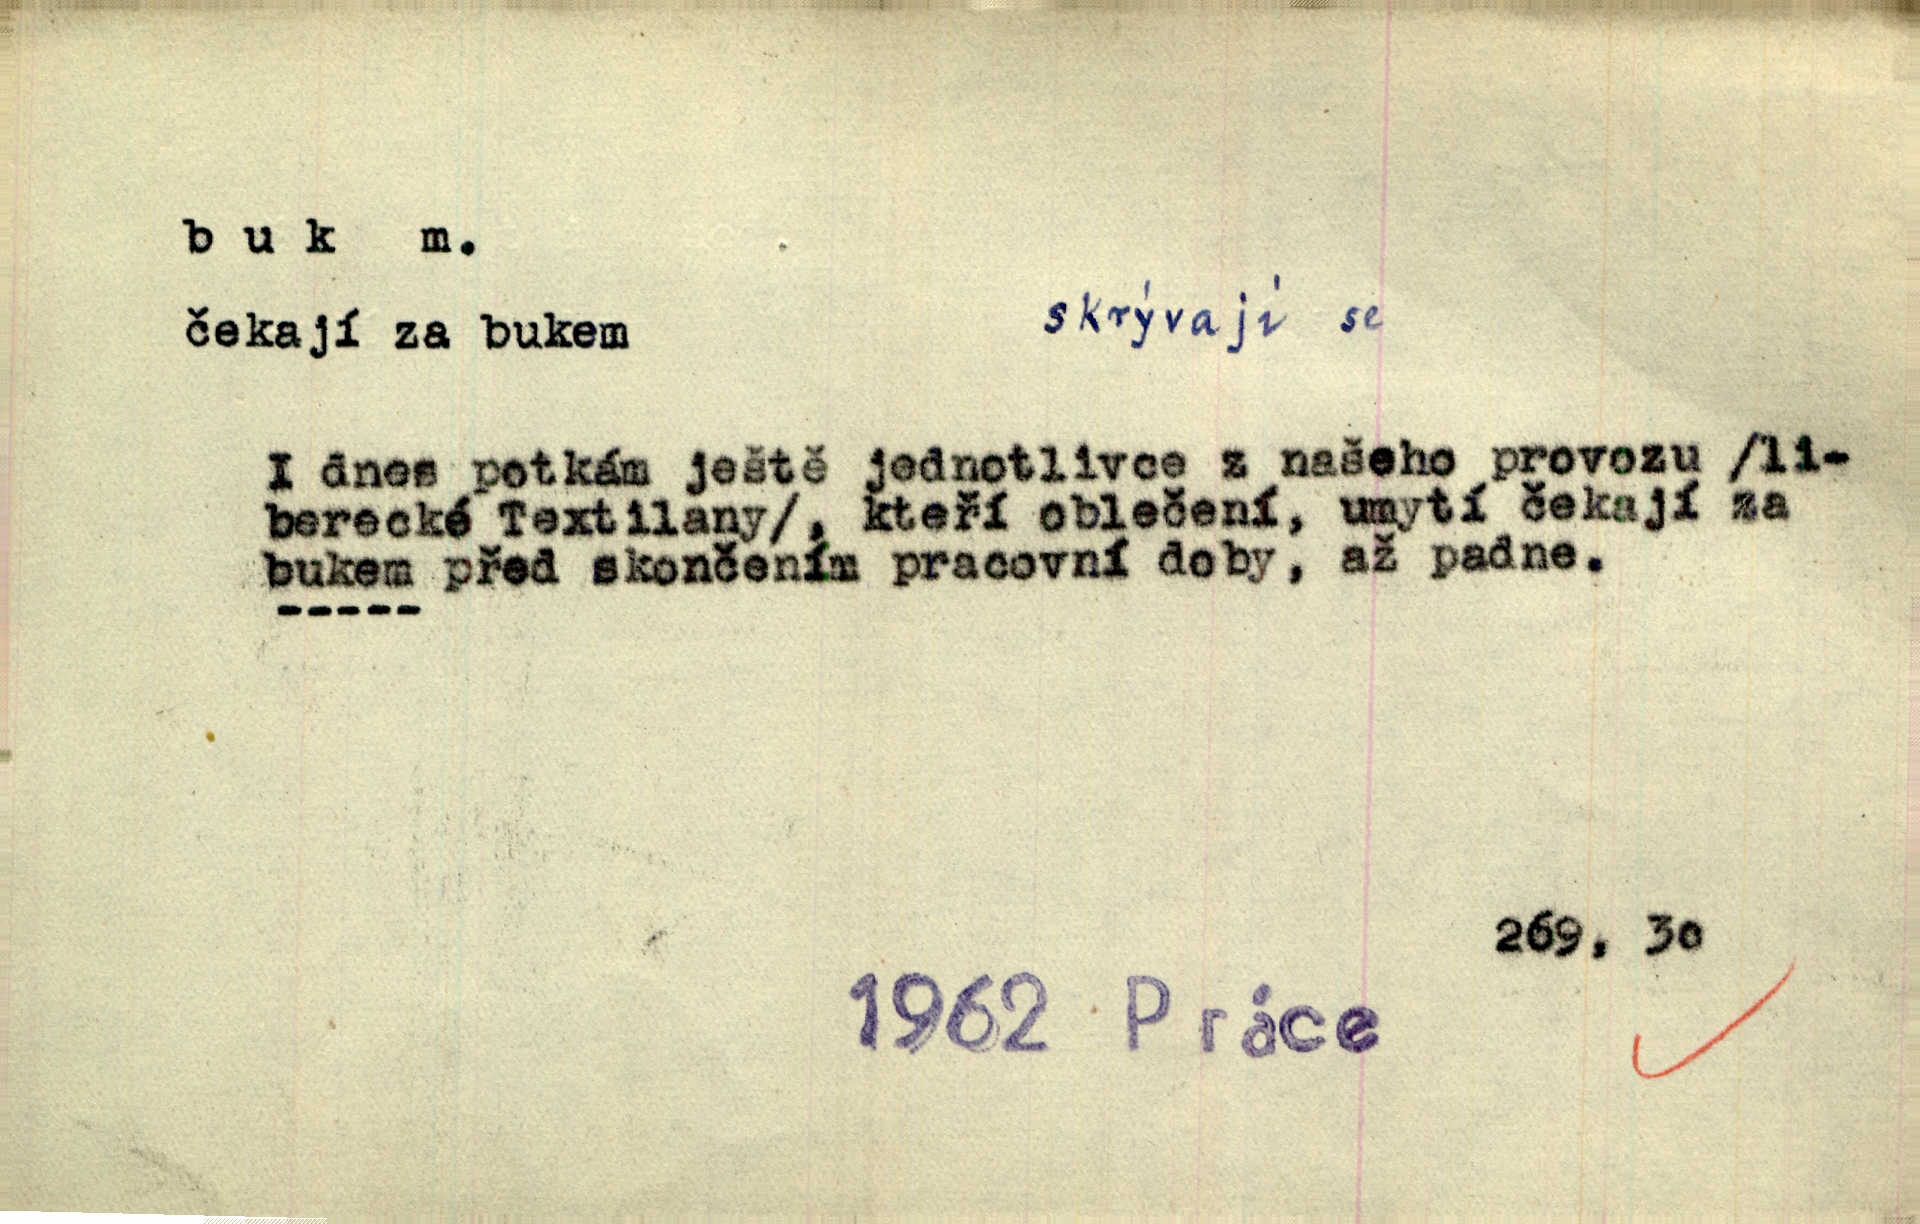 b u k m.
čekají za bukem skrývají se
I dnes potkám ještě jednotlivce z našeho provozu /li-
berecké Textilany/, kteří oblečení, umytí čekají za
bukem před skončením pracovní doby, až padne.
-----
269, 30
1962 Práce